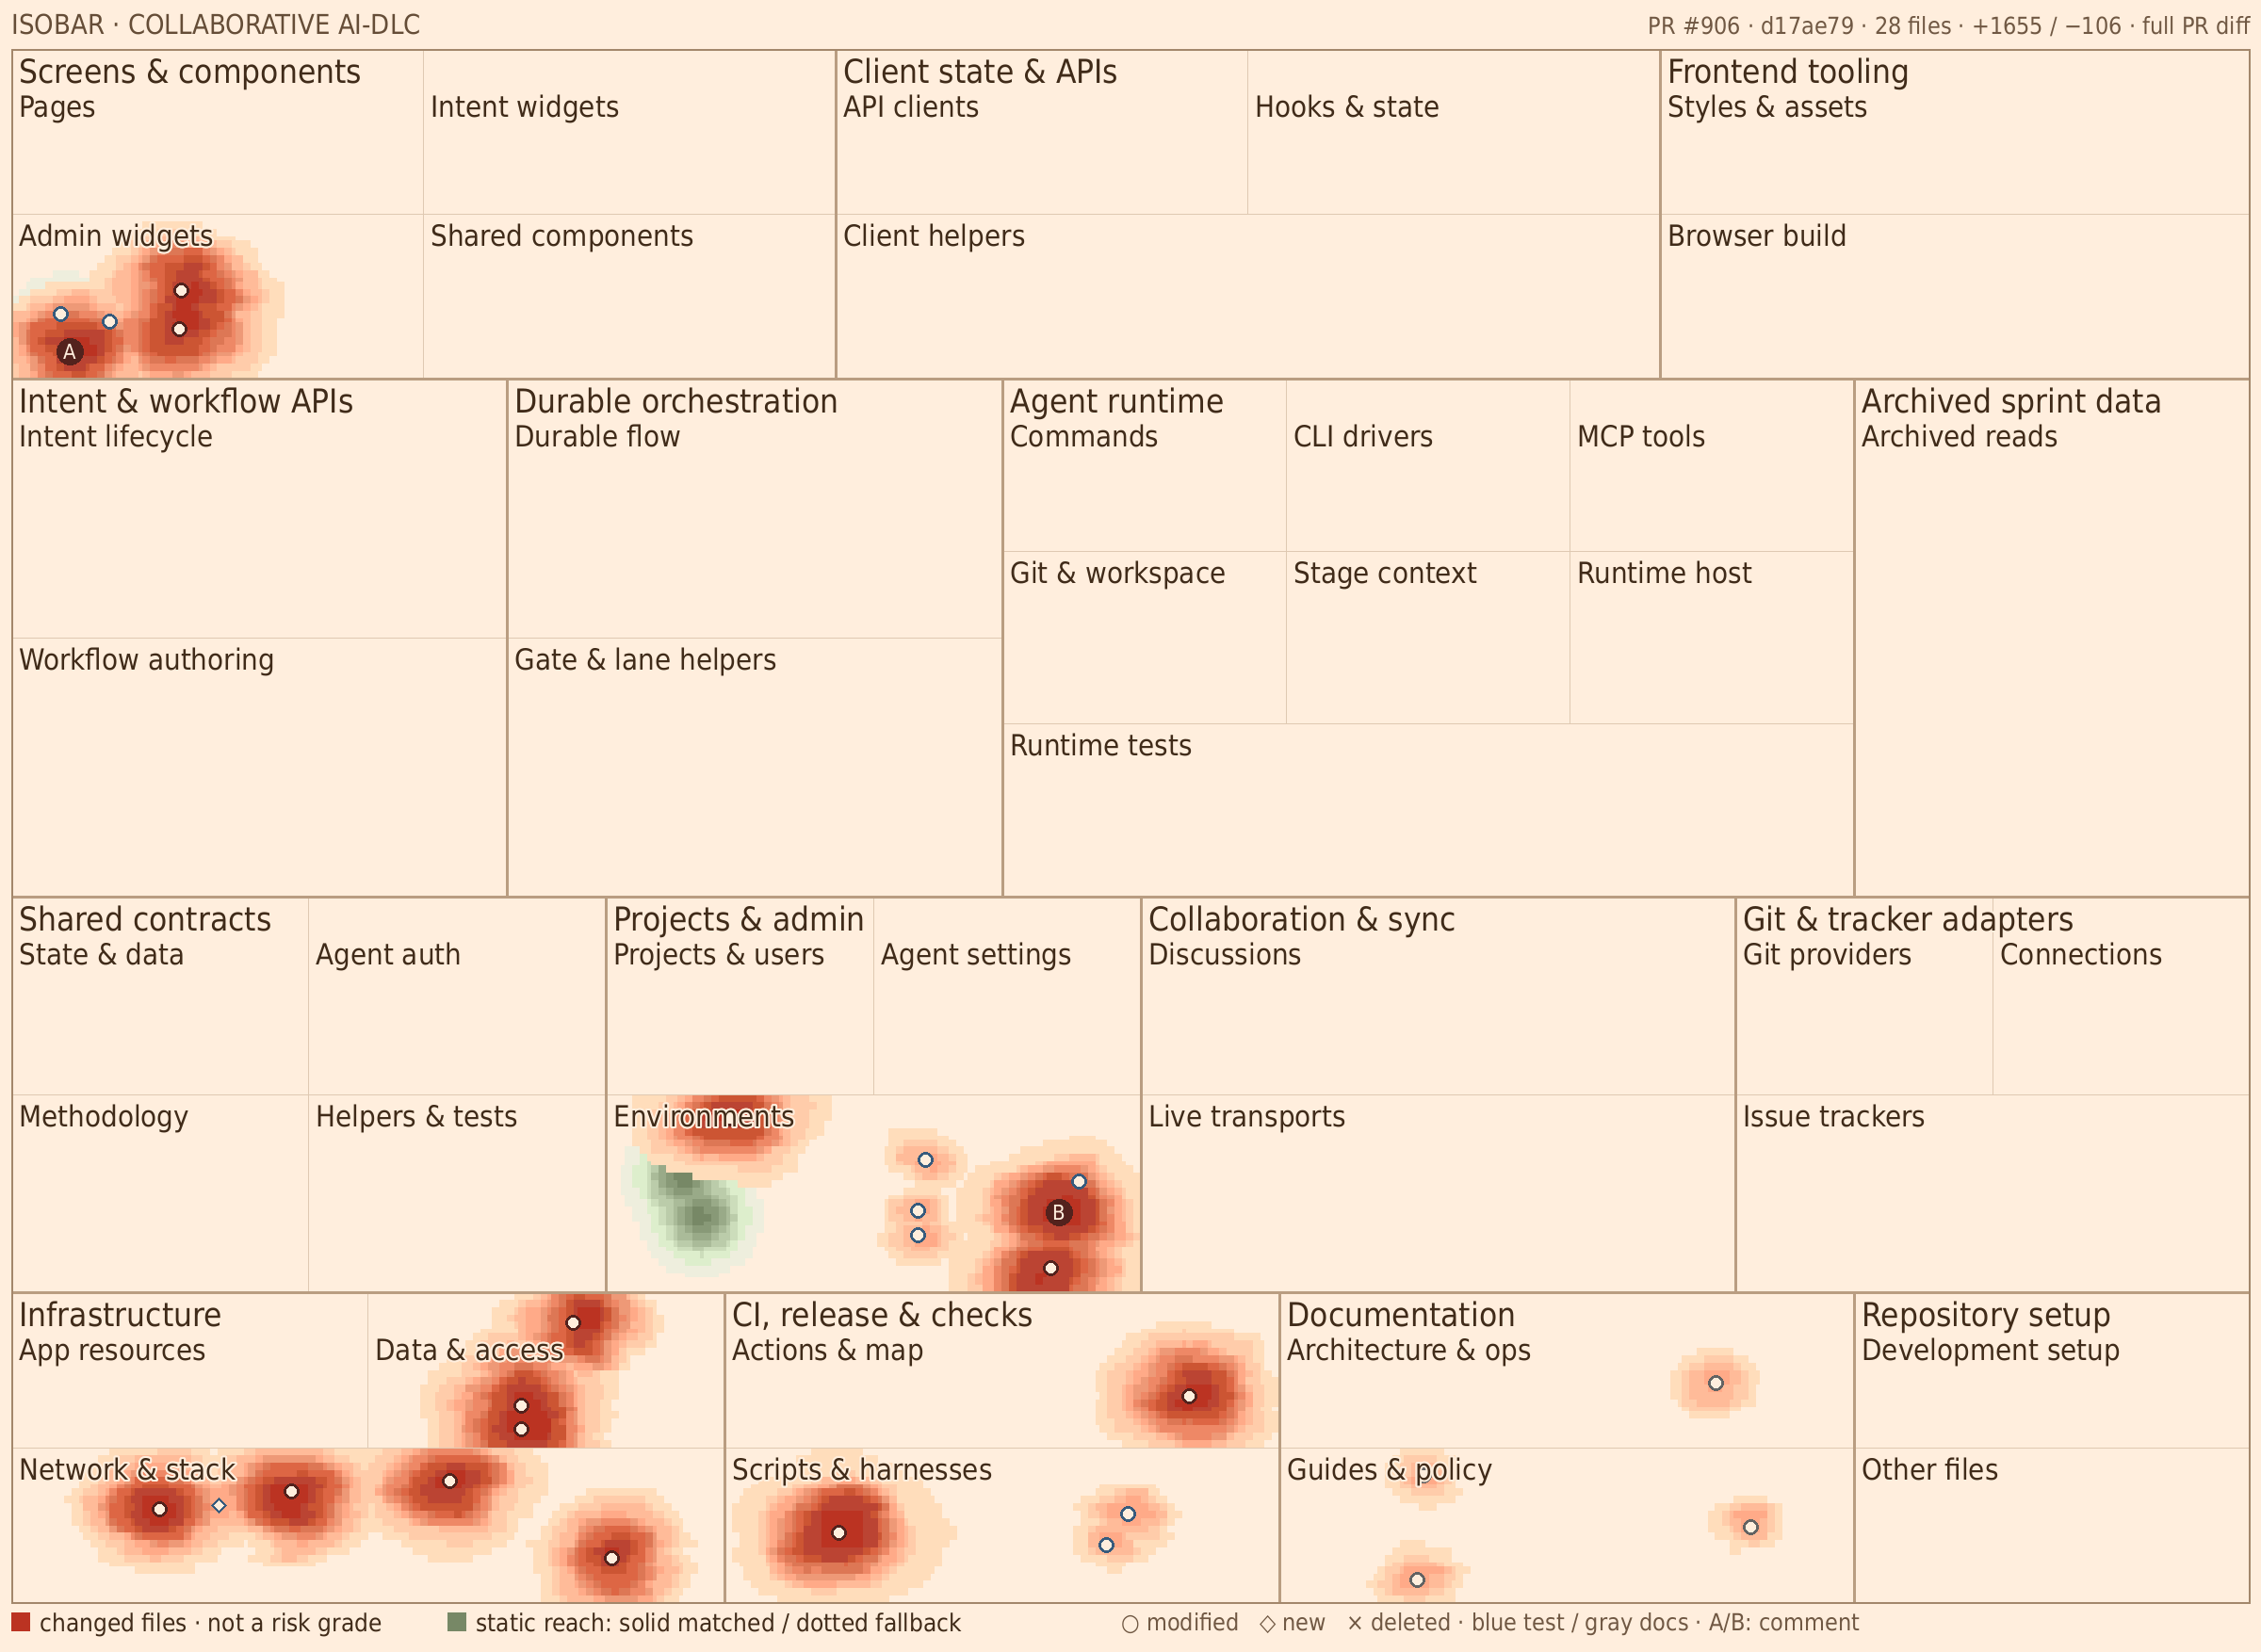 ISOBAR · COLLABORATIVE AI-DLC
PR #906 · d17ae79 · 28 files · +1655 / −106 · full PR diff
Screens & components
Pages
Intent widgets
Admin widgets
Shared components
Client state & APIs
API clients
Hooks & state
Client helpers
Frontend tooling
Styles & assets
Browser build
A
Intent & workflow APIs
Intent lifecycle
Workflow authoring
Durable orchestration
Durable flow
Gate & lane helpers
Agent runtime
Commands
CLI drivers
MCP tools
Git & workspace
Stage context
Runtime host
Runtime tests
Archived sprint data
Archived reads
Shared contracts
State & data
Agent auth
Methodology
Helpers & tests
Projects & admin
Projects & users
Agent settings
Environments
B
Collaboration & sync
Discussions
Live transports
Git & tracker adapters
Git providers
Connections
Issue trackers
Infrastructure
App resources
Data & access
Network & stack
CI, release & checks
Actions & map
Scripts & harnesses
Documentation
Architecture & ops
Guides & policy
Repository setup
Development setup
Other files
changed files · not a risk grade
static reach: solid matched / dotted fallback
○ modified ◇ new × deleted · blue test / gray docs · A/B: comment